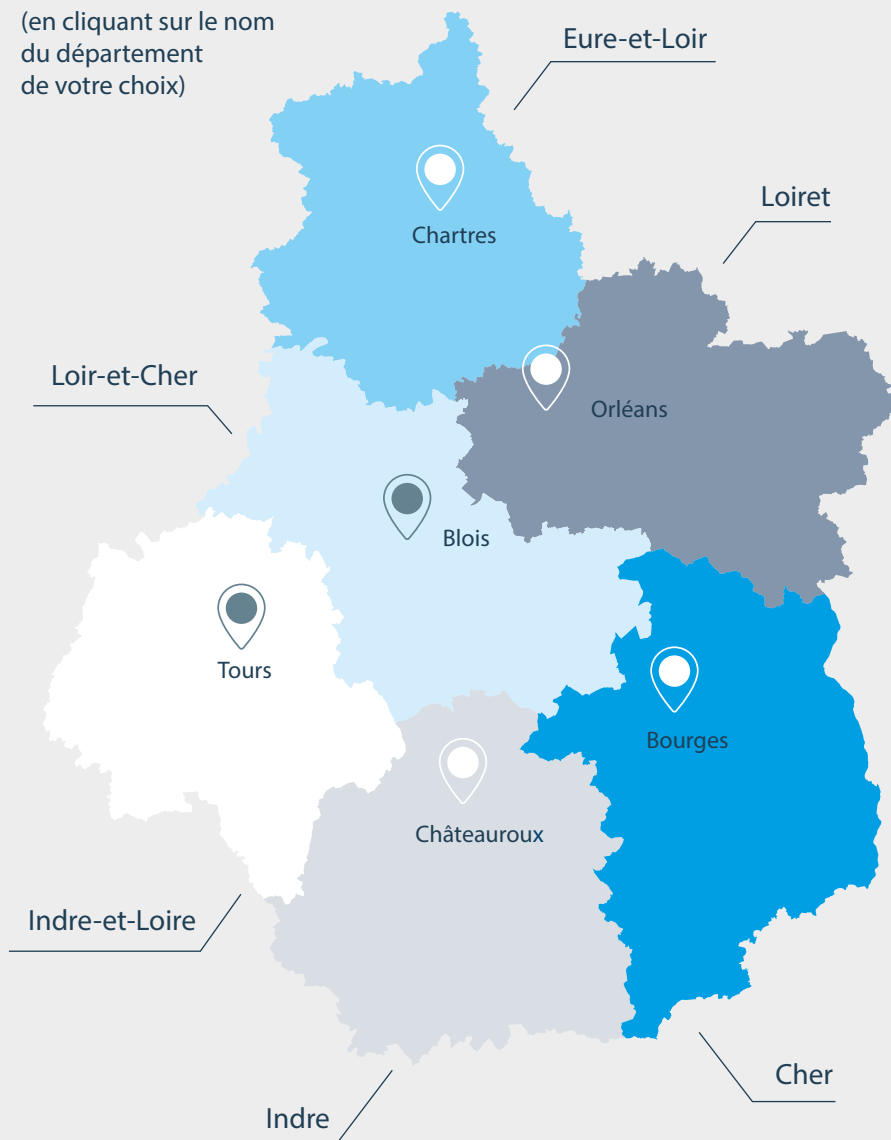 (en cliquant sur le nom
du département
de votre choix)
Eure-et-Loir
Loiret
Chartres
Loir-et-Cher
Orléans
Blois
Tours
Bourges
Châteauroux
Indre-et-Loire
Cher
Indre